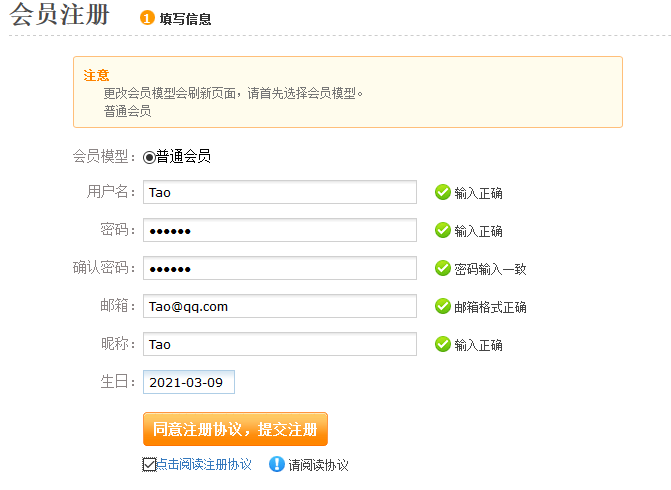 会员注册 1 填写信息
注意
更改会员模型会刷新页面，请首先选择会员模型。
普通会员
会员模型： 普通会员
用户名： Tao 输入正确
密码： ●●●●●● 输入正确
确认密码： ●●●●●● 密码输入一致
邮箱： Tao@qq.com 邮箱格式正确
昵称： Tao 输入正确
生日： 2021-03-09
同意注册协议，提交注册
点击阅读注册协议 请阅读协议